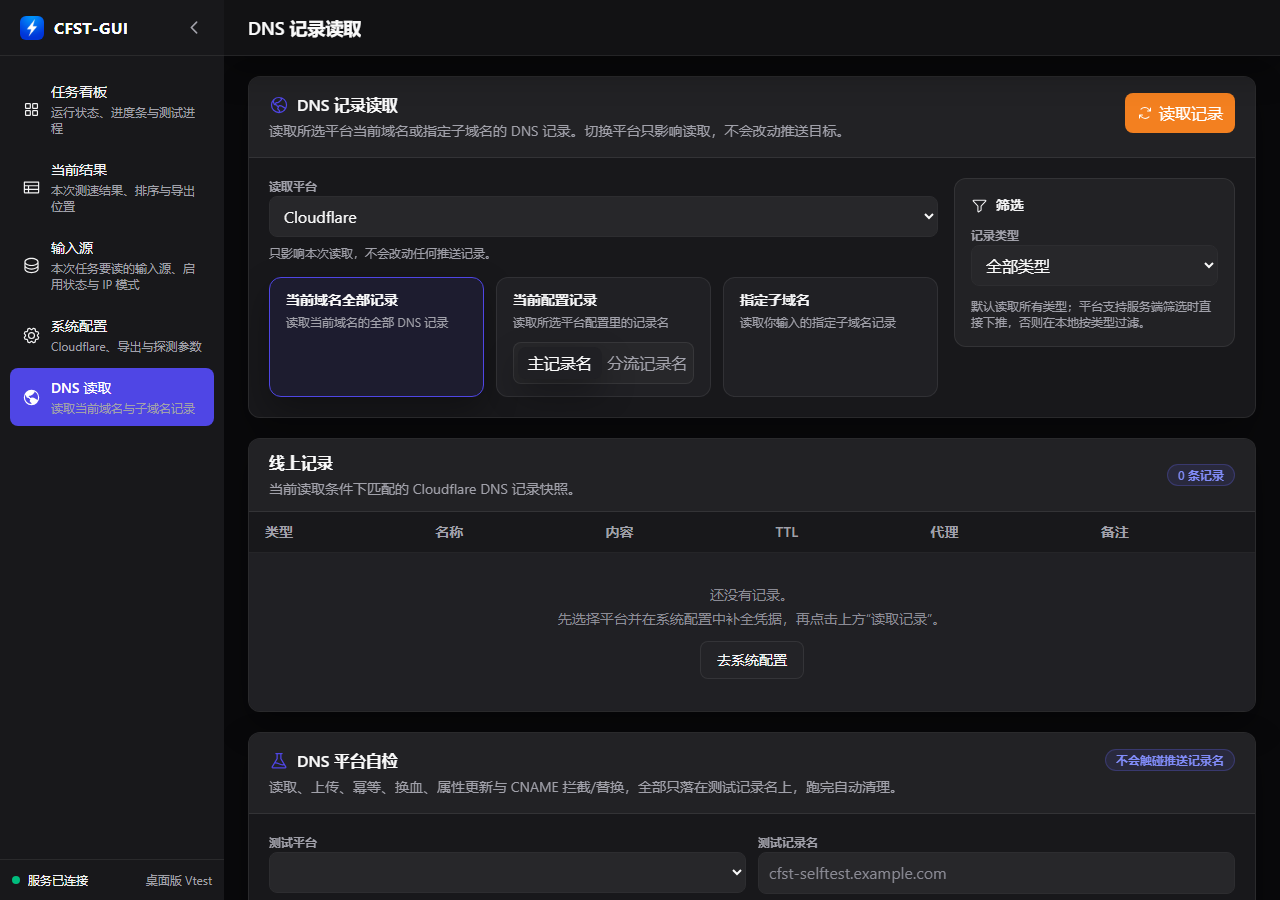 CFST-GUI
DNS 记录读取
任务看板
运行状态、进度条与测试进
程
当前结果
本次测速结果、排序与导出
位置
输入源
本次任务要读的输入源、启
用状态与 IP 模式
系统配置
Cloudflare、导出与探测参数
DNS 读取
读取当前域名与子域名记录
服务已连接
桌面版 Vtest
DNS 记录读取
读取所选平台当前域名或指定子域名的 DNS 记录。切换平台只影响读取，不会改动推送目标。
读取记录
读取平台
Cloudflare
只影响本次读取，不会改动任何推送记录。
当前域名全部记录
读取当前域名的全部 DNS 记录
当前配置记录
读取所选平台配置里的记录名
主记录名
分流记录名
指定子域名
读取你输入的指定子域名记录
筛选
记录类型
全部类型
默认读取所有类型；平台支持服务端筛选时直
接下推，否则在本地按类型过滤。
线上记录
当前读取条件下匹配的 Cloudflare DNS 记录快照。
0 条记录
类型 名称 内容 TTL 代理 备注
还没有记录。
先选择平台并在系统配置中补全凭据，再点击上方“读取记录”。
去系统配置
DNS 平台自检
读取、上传、幂等、换血、属性更新与 CNAME 拦截/替换，全部只落在测试记录名上，跑完自动清理。
不会触碰推送记录名
测试平台
测试记录名
cfst-selftest.example.com